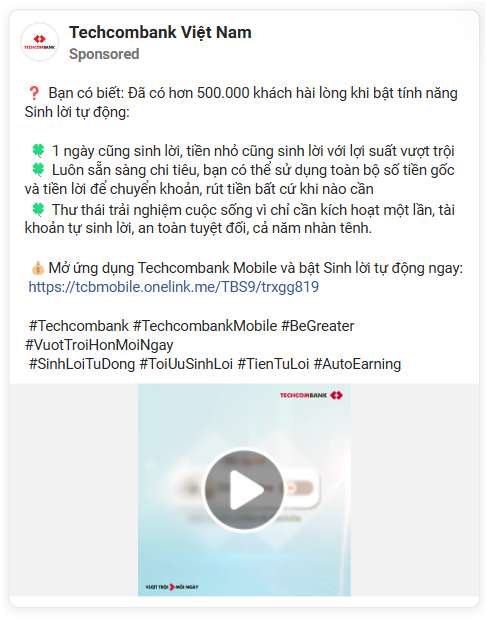 TECHCOMBANK
Techcombank Việt Nam
Sponsored
❓ Bạn có biết: Đã có hơn 500.000 khách hài lòng khi bật tính năng
Sinh lời tự động:
🍀 1 ngày cũng sinh lời, tiền nhỏ cũng sinh lời với lợi suất vượt trội
🍀 Luôn sẵn sàng chi tiêu, bạn có thể sử dụng toàn bộ số tiền gốc
và tiền lời để chuyển khoản, rút tiền bất cứ khi nào cần
🍀 Thư thái trải nghiệm cuộc sống vì chỉ cần kích hoạt một lần, tài
khoản tự sinh lời, an toàn tuyệt đối, cả năm nhàn tênh.
💰Mở ứng dụng Techcombank Mobile và bật Sinh lời tự động ngay:
https://tcbmobile.onelink.me/TBS9/trxgg819
#Techcombank #TechcombankMobile #BeGreater
#VuotTroiHonMoiNgay
#SinhLoiTuDong #ToiUuSinhLoi #TienTuLoi #AutoEarning
TECHCOMBANK
VƯỢT TRỘI MỖI NGÀY